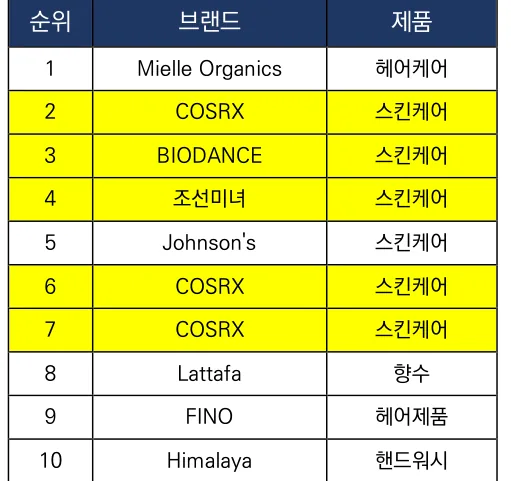 순위 브랜드 제품
1 Mielle Organics 헤어케어
2 COSRX 스킨케어
3 BIODANCE 스킨케어
4 조선미녀 스킨케어
5 Johnson's 스킨케어
6 COSRX 스킨케어
7 COSRX 스킨케어
8 Lattafa 향수
9 FINO 헤어제품
10 Himalaya 핸드워시